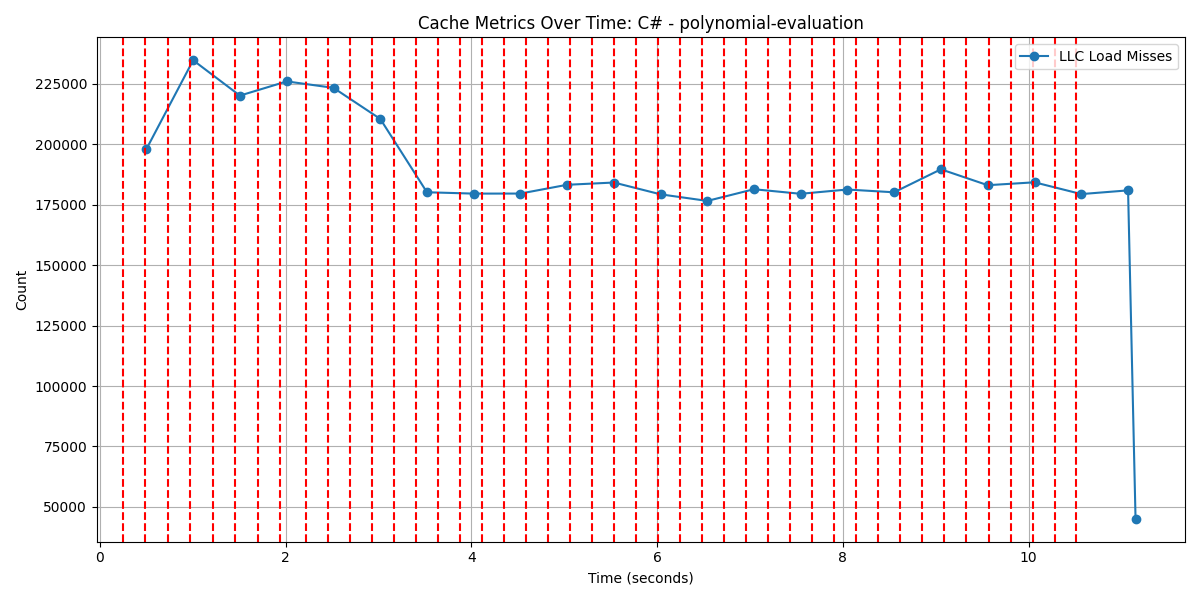 Cache Metrics Over Time: C# - polynomial-evaluation
LLC Load Misses
Count
225000
200000
175000
150000
125000
100000
75000
50000
0 2 4 6 8 10
Time (seconds)